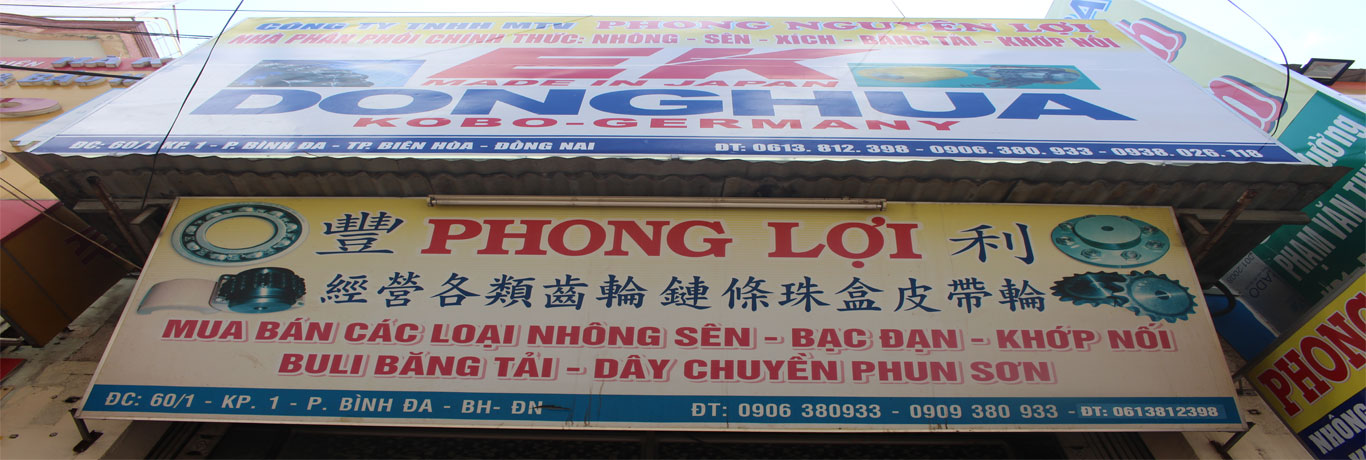 CÔNG TY TNHH MTV PHONG NGUYÊN LỢI
NHÀ PHÂN PHỐI CHÍNH THỨC: NHÔNG - SÊN - XÍCH - BĂNG TẢI - KHỚP NỐI
EK
MADE IN JAPAN
DONGHUA
KOBO-GERMANY
ĐC: 60/1 KP. 1 - P. BÌNH ĐA - TP. BIÊN HÒA - ĐỒNG NAI ĐT: 0613. 812. 398 - 0906. 380. 933 - 0938. 026. 118
豐 PHONG LỢI 利
經營各類齒輪鏈條珠盒皮帶輪
MUA BÁN CÁC LOẠI NHÔNG SÊN - BẠC ĐẠN - KHỚP NỐI
BULI BĂNG TẢI - DÂY CHUYỀN PHUN SƠN
ĐC: 60/1 - KP. 1 - P. BÌNH ĐA - BH- ĐN ĐT: 0906 380933 - 0909 380 933 - ĐT: 0613812398
PHẠM VĂN
PHONG
NHÔNG